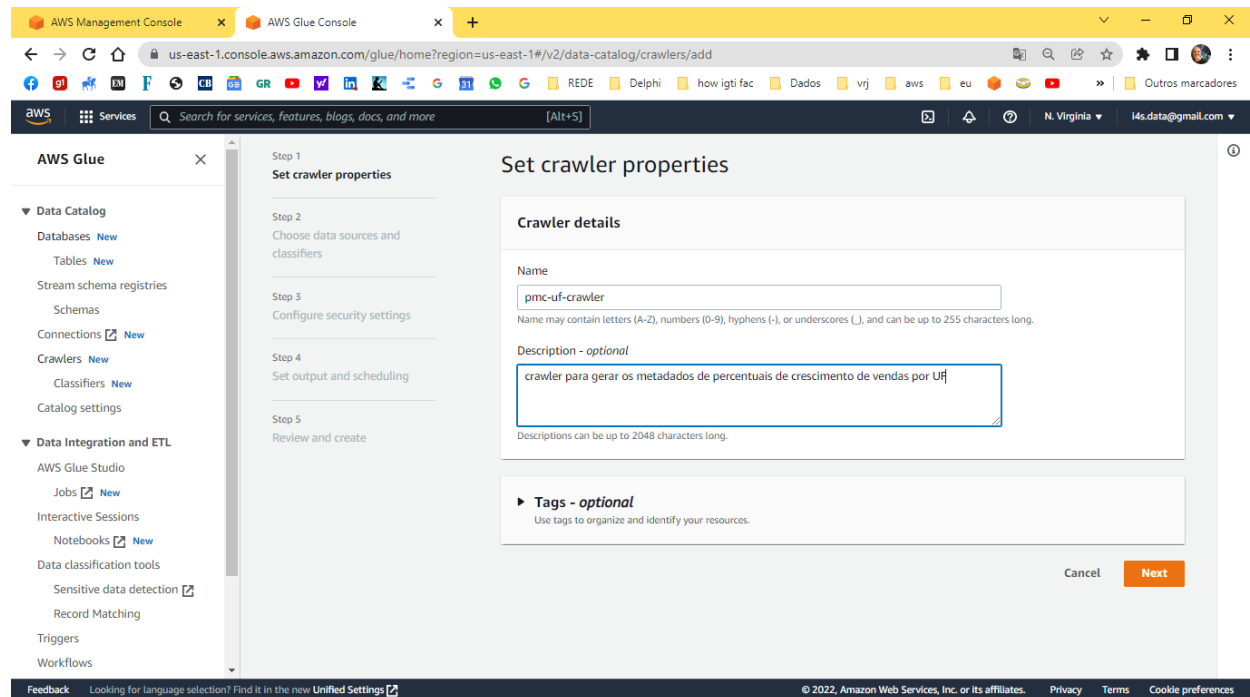 AWS Management Console
AWS Glue Console
us-east-1.console.aws.amazon.com/glue/home?region=us-east-1#/v2/data-catalog/crawlers/add
REDE
Delphi
how igti fac
Dados
vrj
aws
eu
Outros marcadores
aws
Services
Search for services, features, blogs, docs, and more
[Alt+S]
N. Virginia
i4s.data@gmail.com
AWS Glue
Data Catalog
Databases New
Tables New
Stream schema registries
Schemas
Connections New
Crawlers New
Classifiers New
Catalog settings
Data Integration and ETL
AWS Glue Studio
Jobs New
Interactive Sessions
Notebooks New
Data classification tools
Sensitive data detection
Record Matching
Triggers
Workflows
Step 1
Set crawler properties
Step 2
Choose data sources and
classifiers
Step 3
Configure security settings
Step 4
Set output and scheduling
Step 5
Review and create
Set crawler properties
Crawler details
Name
pmc-uf-crawler
Name may contain letters (A-Z), numbers (0-9), hyphens (-), or underscores (_), and can be up to 255 characters long.
Description - optional
crawler para gerar os metadados de percentuais de crescimento de vendas por UF
Descriptions can be up to 2048 characters long.
Tags - optional
Use tags to organize and identify your resources.
Cancel
Next
Feedback
Looking for language selection? Find it in the new Unified Settings
© 2022, Amazon Web Services, Inc. or its affiliates.
Privacy
Terms
Cookie preferences